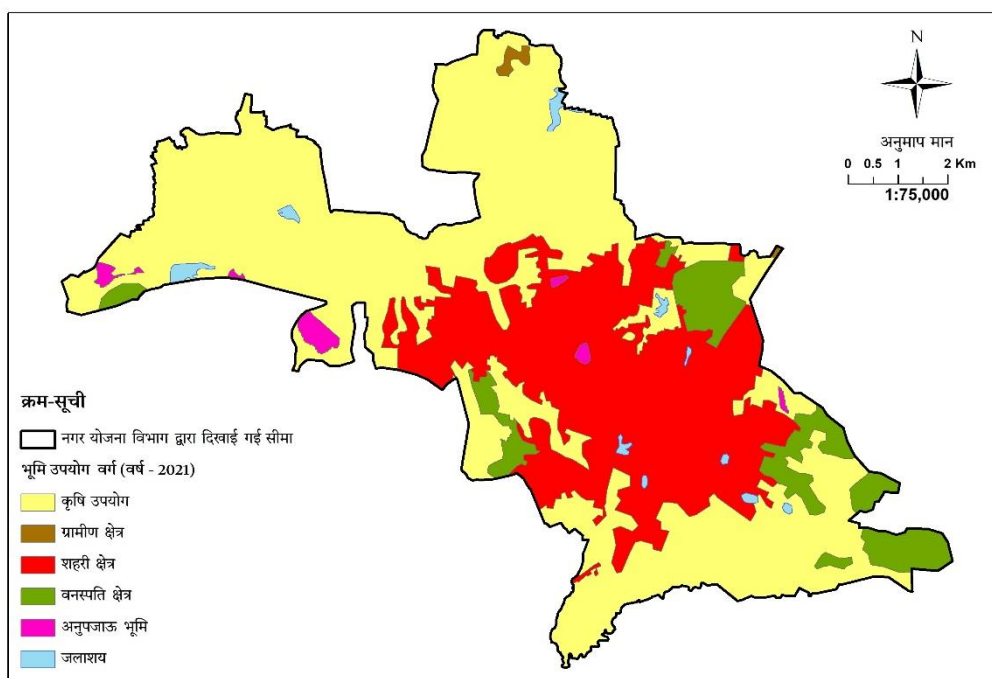 N
अनुमाप मान
0 0.5 1 2 Km
1:75,000
क्रम-सूची
नगर योजना विभाग द्वारा दिखाई गई सीमा
भूमि उपयोग वर्ग (वर्ष - 2021)
कृषि उपयोग
ग्रामीण क्षेत्र
शहरी क्षेत्र
वनस्पति क्षेत्र
अनुपजाऊ भूमि
जलाशय